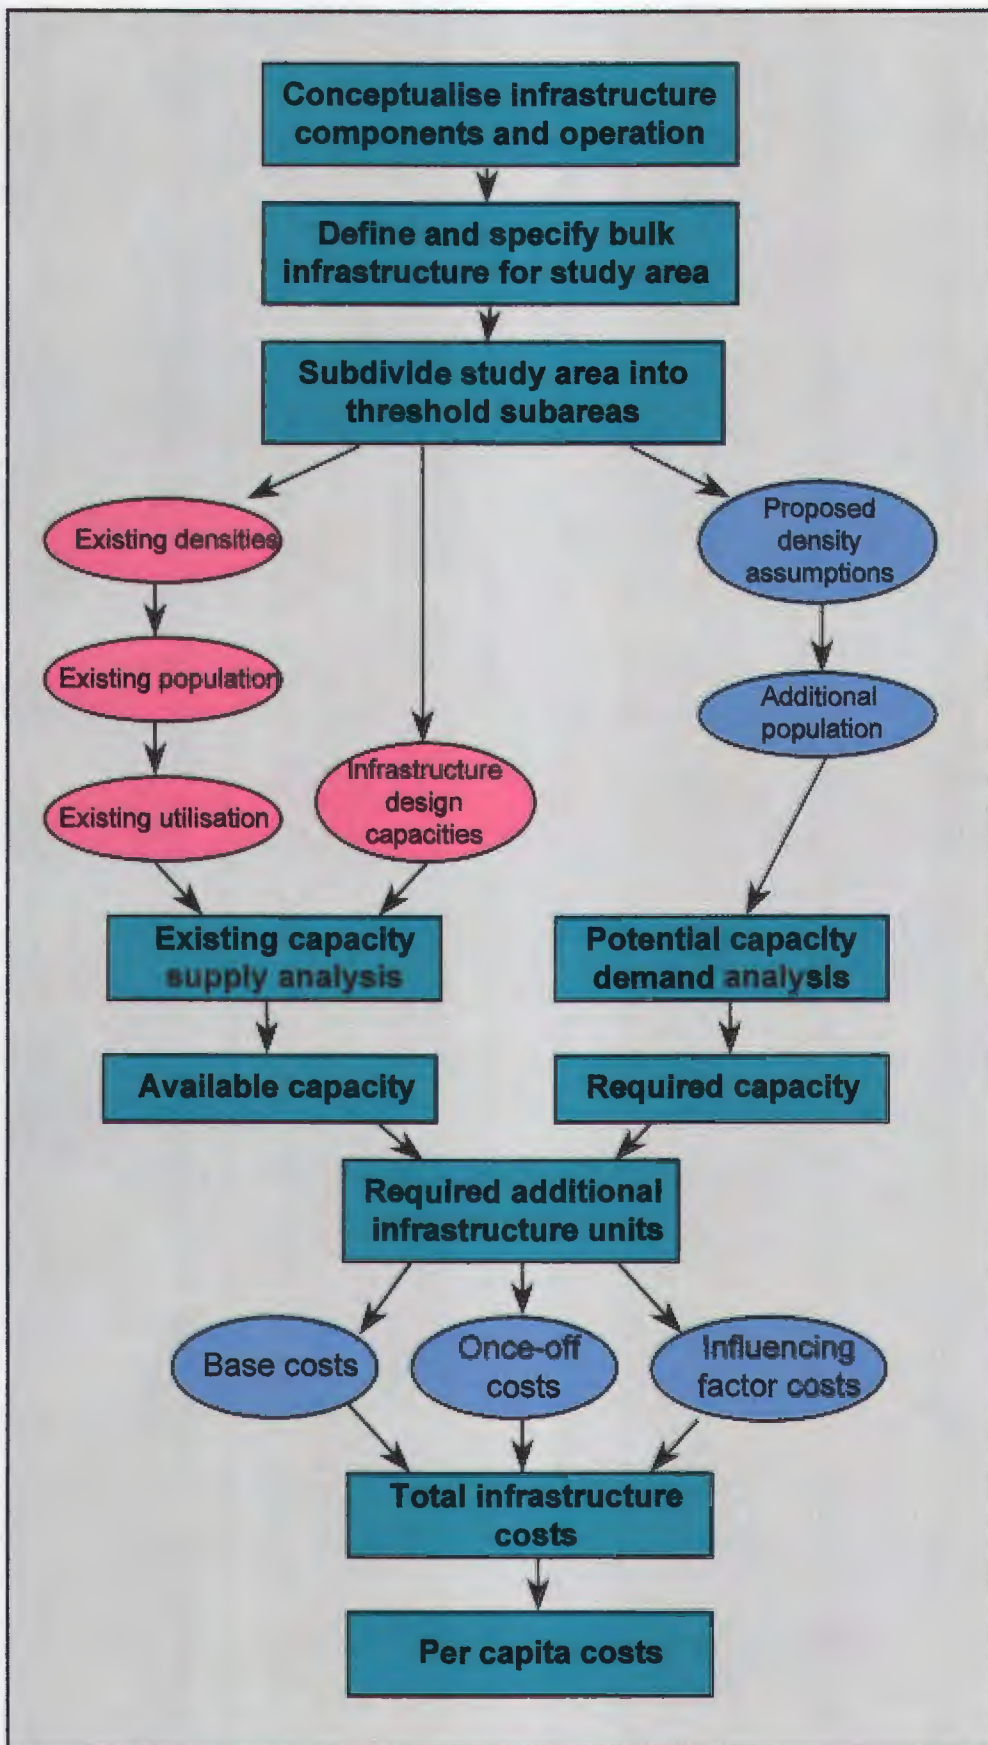 Conceptualise infrastructure
components and operation
Define and specify bulk
infrastructure for study area
Subdivide study area into
threshold subareas
Existing densities
Proposed
density
assumptions
Existing population
Additional
population
Existing utilisation
Infrastructure
design
capacities
Existing capacity
supply analysis
Potential capacity
demand analysis
Available capacity
Required capacity
Required additional
infrastructure units
Base costs
Once-off
costs
Influencing
factor costs
Total infrastructure
costs
Per capita costs